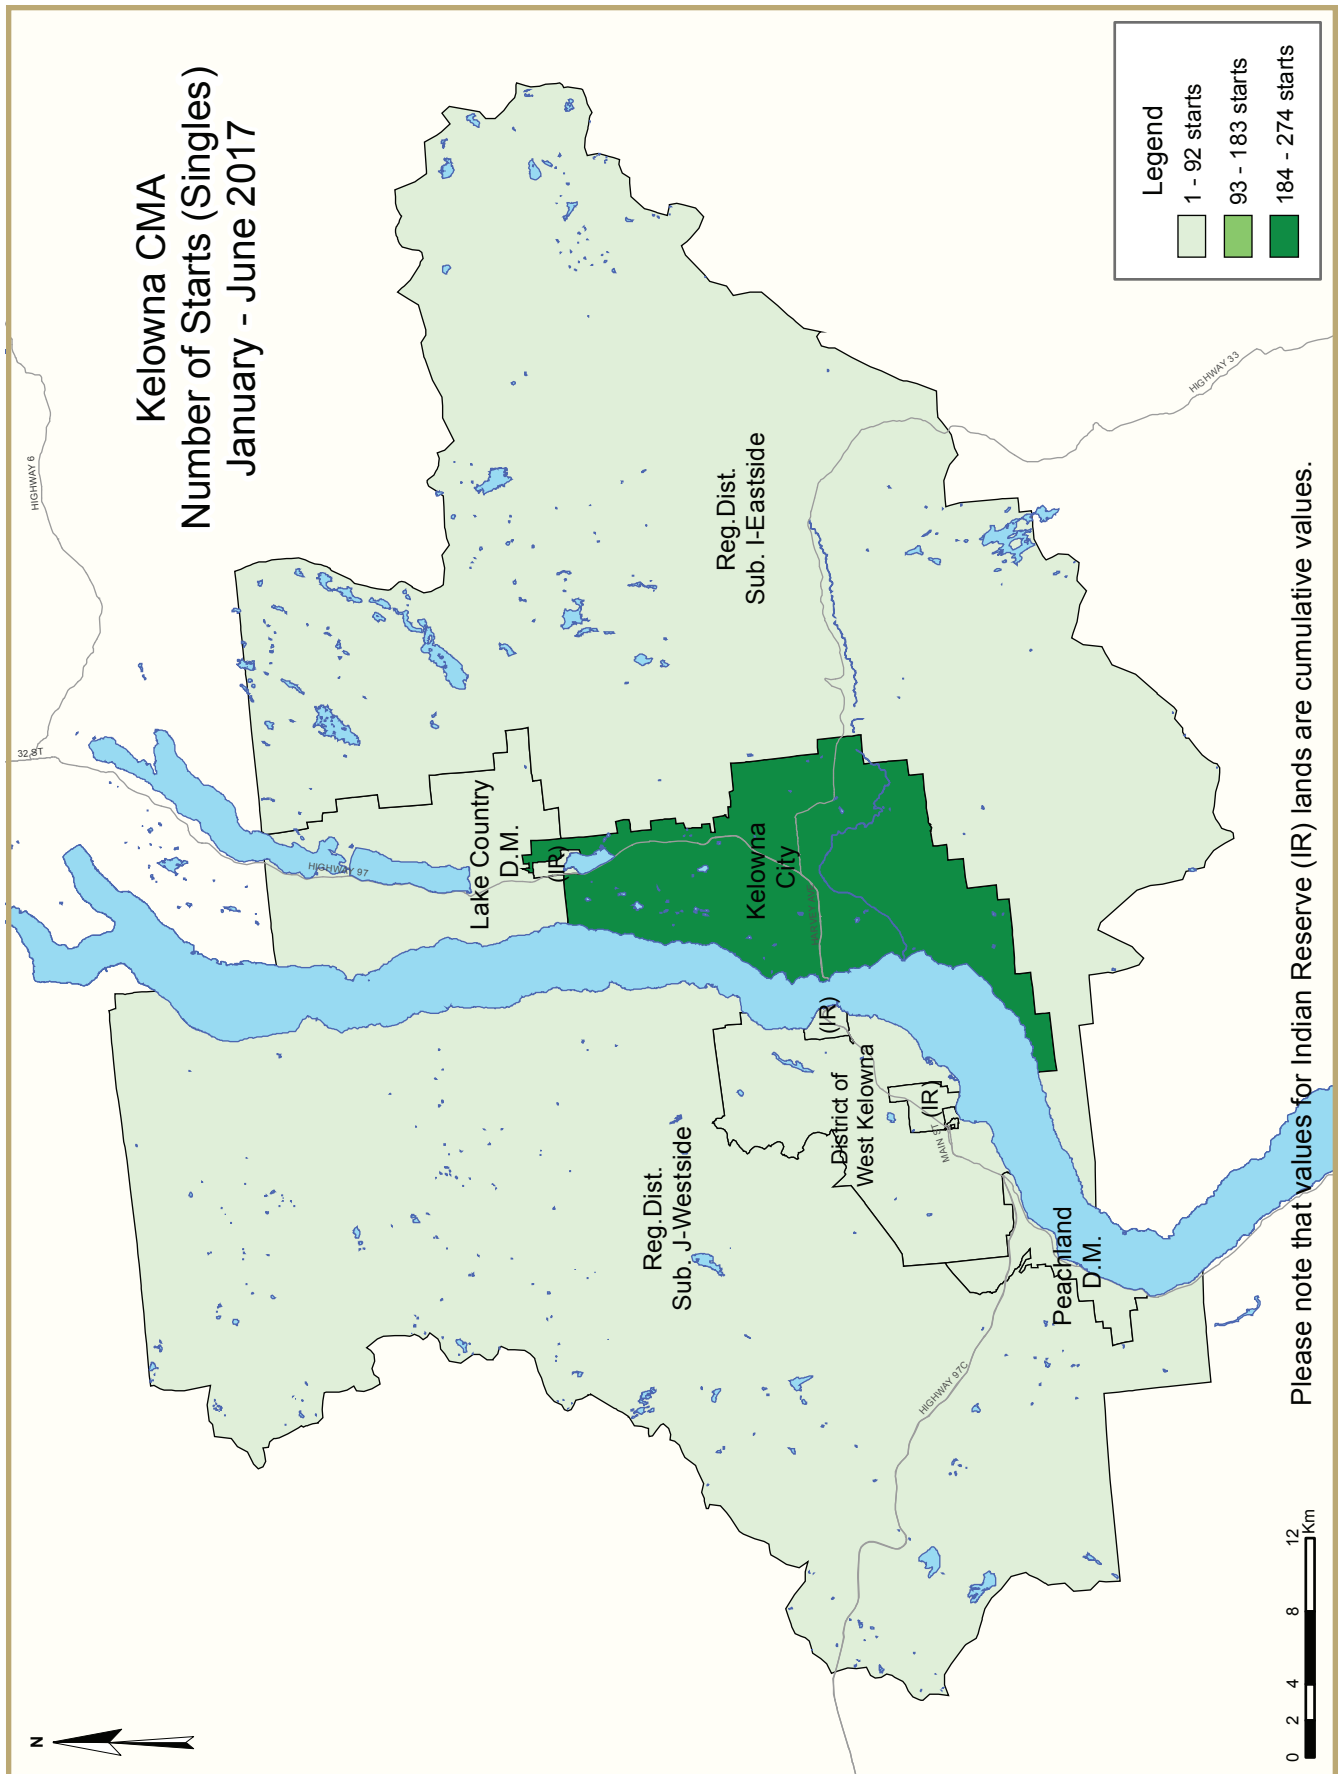 Kelowna CMA
Number of Starts (Singles)
January - June 2017
Legend
1 - 92 starts
93 - 183 starts
184 - 274 starts
HIGHWAY 6
32 ST
HIGHWAY 97
HIGHWAY 33
Lake Country
D.M.
(IR)
Kelowna
City
Reg.Dist.
Sub. I-Eastside
(IR)
District of
West Kelowna
(IR)
MAIN ST
Reg.Dist.
Sub. J-Westside
Peachland
D.M.
HIGHWAY 97C
N
0 2 4 8 12
Km
Please note that values for Indian Reserve (IR) lands are cumulative values.